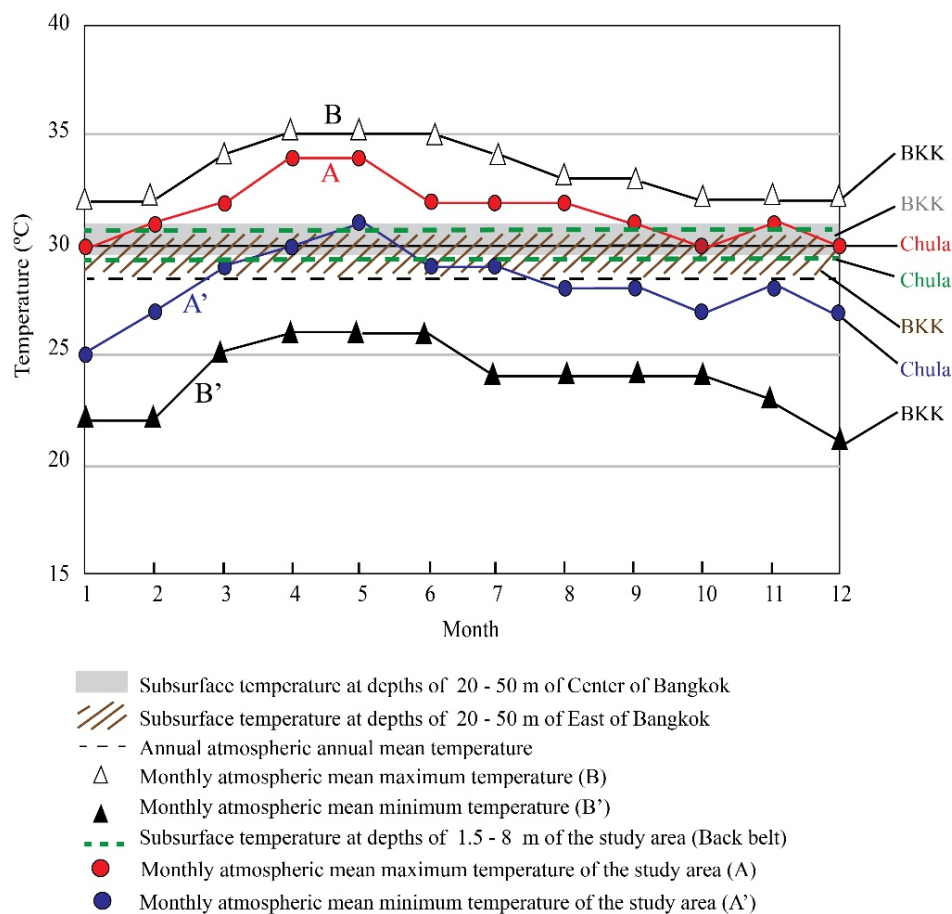 40
35
30
25
20
15
Temperature (ºC)
B
A
A’
B’
BKK
BKK
Chula
Chula
BKK
Chula
BKK
1 2 3 4 5 6 7 8 9 10 11 12
Month
Subsurface temperature at depths of 20 - 50 m of Center of Bangkok
Subsurface temperature at depths of 20 - 50 m of East of Bangkok
Annual atmospheric annual mean temperature
Monthly atmospheric mean maximum temperature (B)
Monthly atmospheric mean minimum temperature (B’)
Subsurface temperature at depths of 1.5 - 8 m of the study area (Back belt)
Monthly atmospheric mean maximum temperature of the study area (A)
Monthly atmospheric mean minimum temperature of the study area (A’)